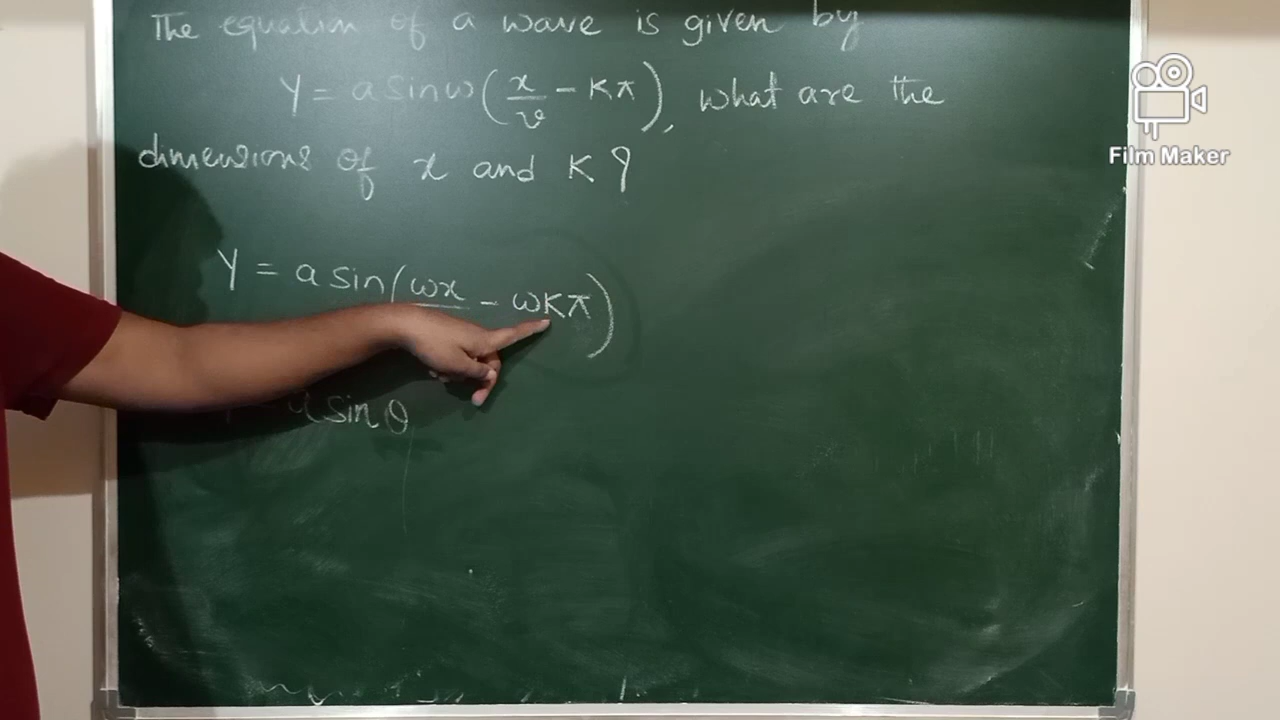 The equation of a wave is given by
Y = a sin ω (x/v - Kπ), what are the
dimensions of x and K ?
Y = a sin (ωx - ωKπ)
a sin θ
Film Maker